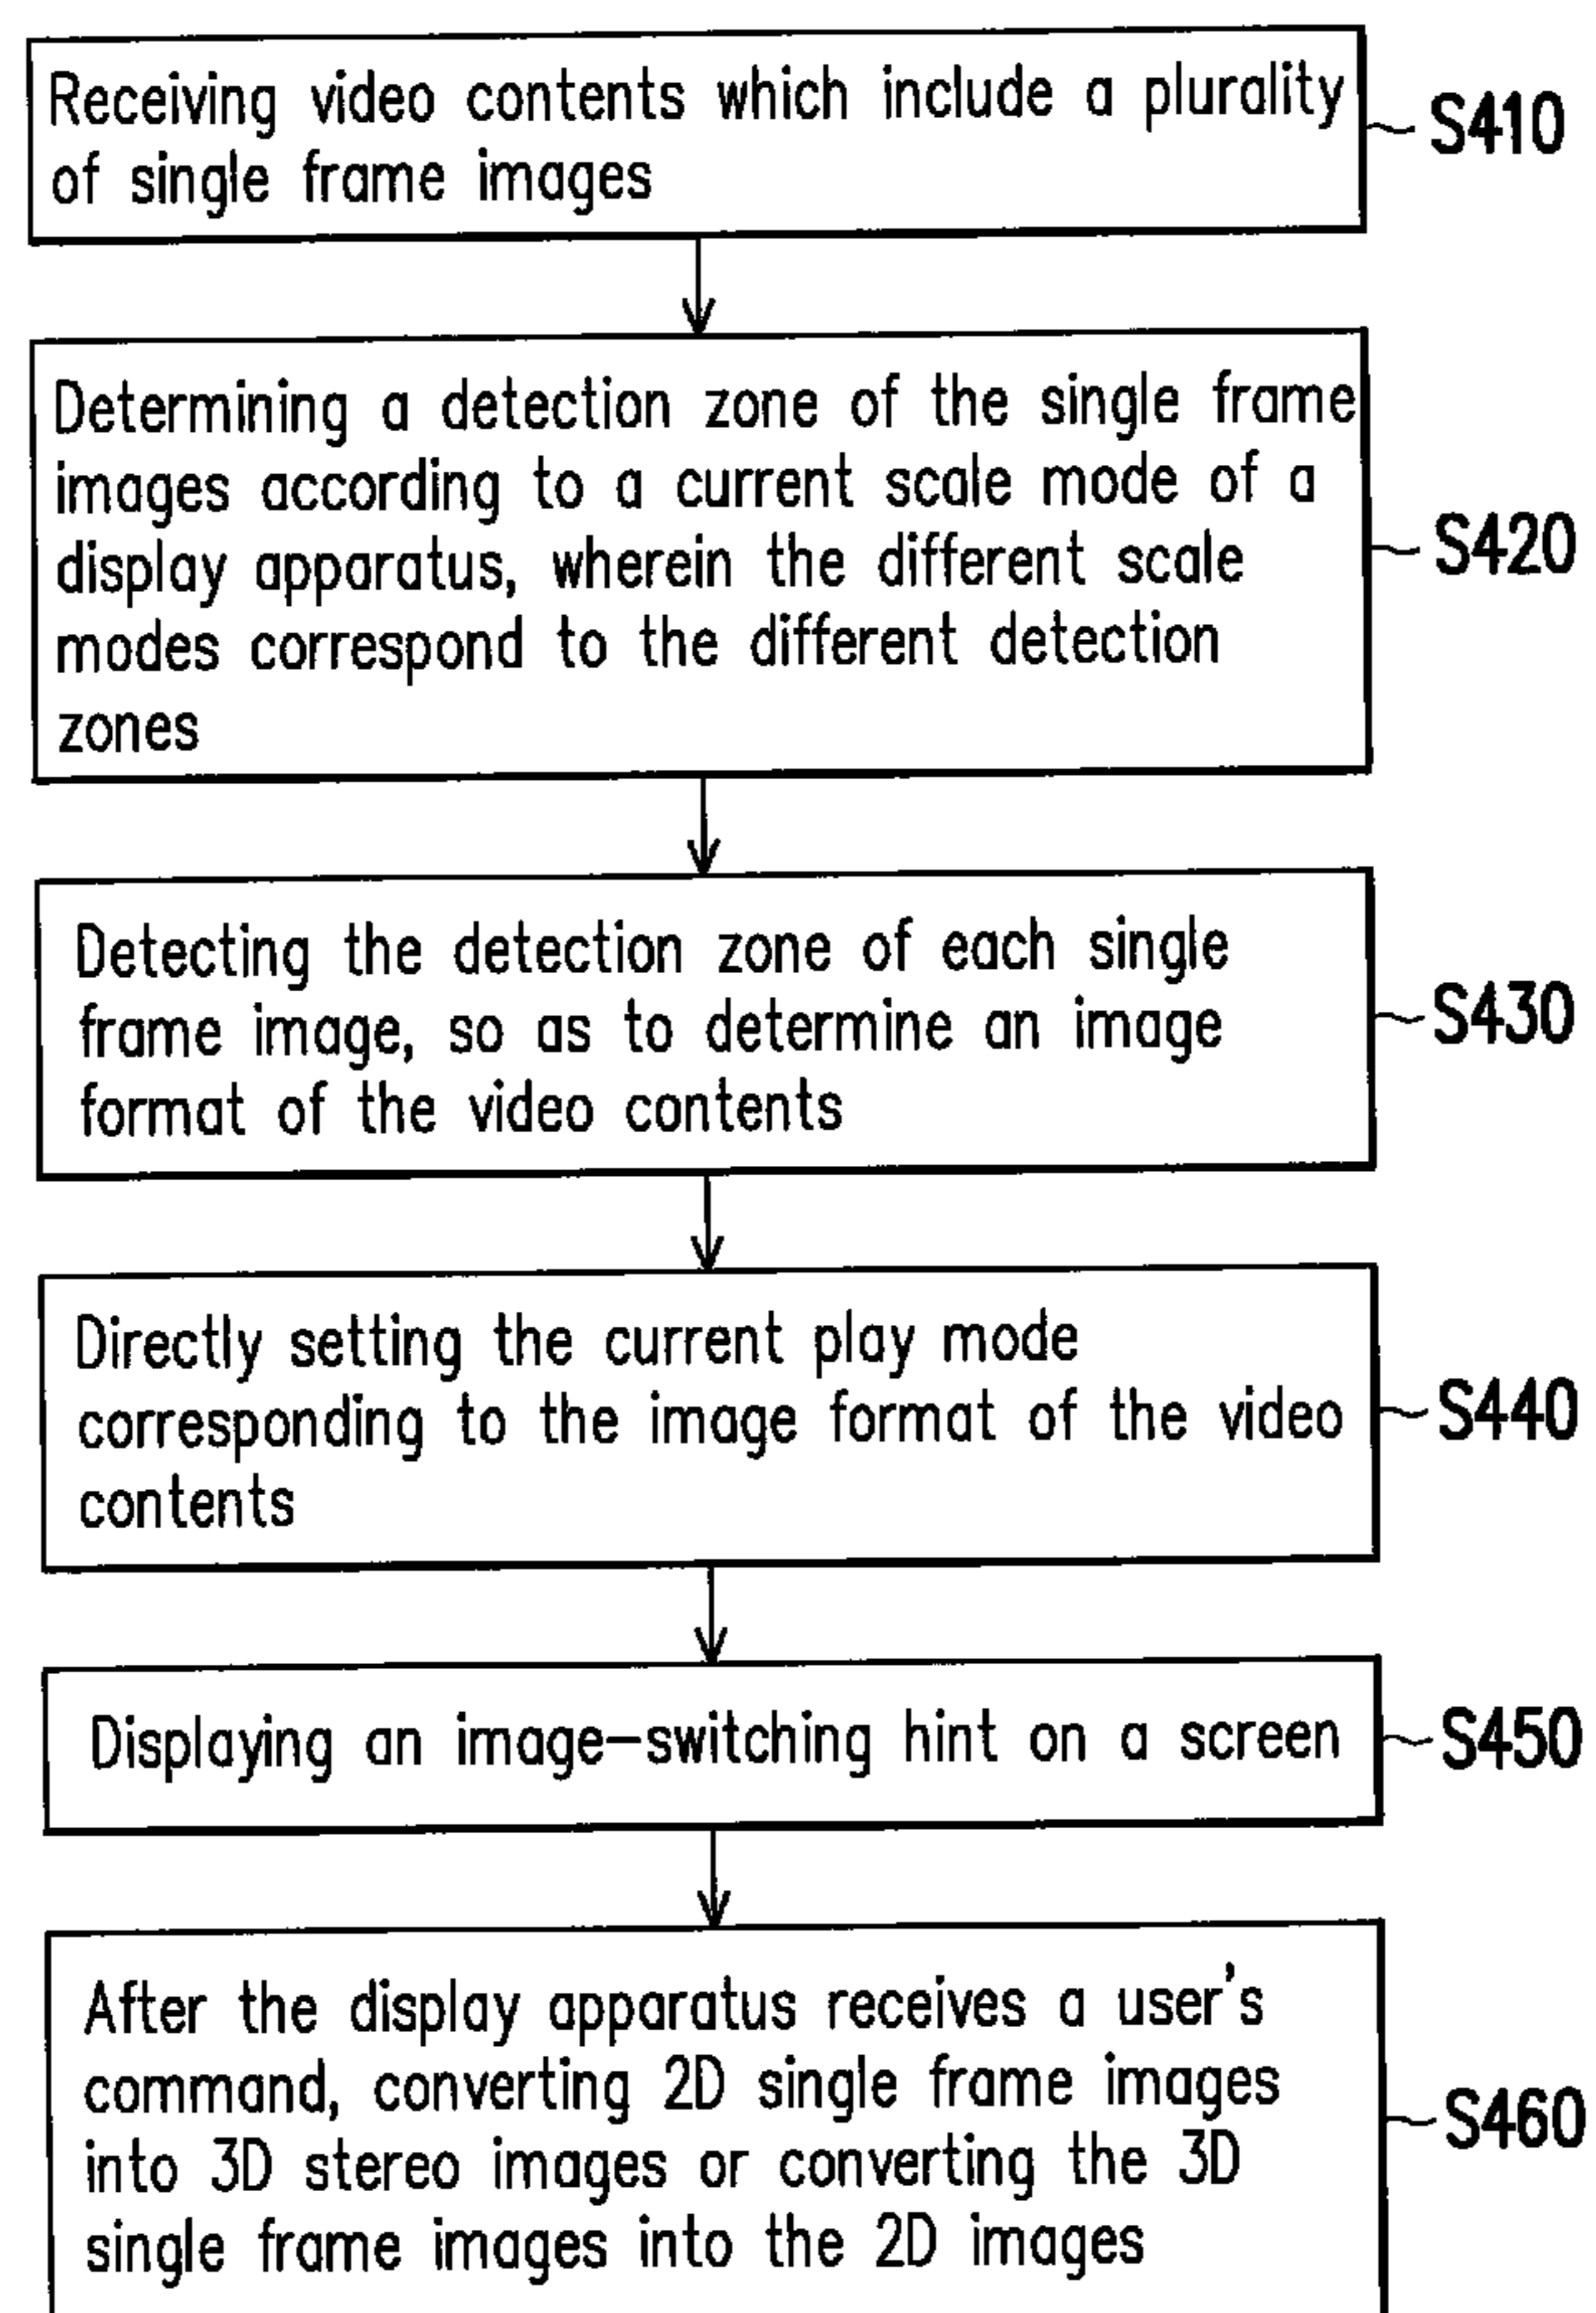 Receiving video contents which include a plurality
of single frame images
S410
Determining a detection zone of the single frame
images according to a current scale mode of a
display apparatus, wherein the different scale
modes correspond to the different detection
zones
S420
Detecting the detection zone of each single
frame image, so as to determine an image
format of the video contents
S430
Directly setting the current play mode
corresponding to the image format of the video
contents
S440
Displaying an image-switching hint on a screen
S450
After the display apparatus receives a user's
command, converting 2D single frame images
into 3D stereo images or converting the 3D
single frame images into the 2D images
S460